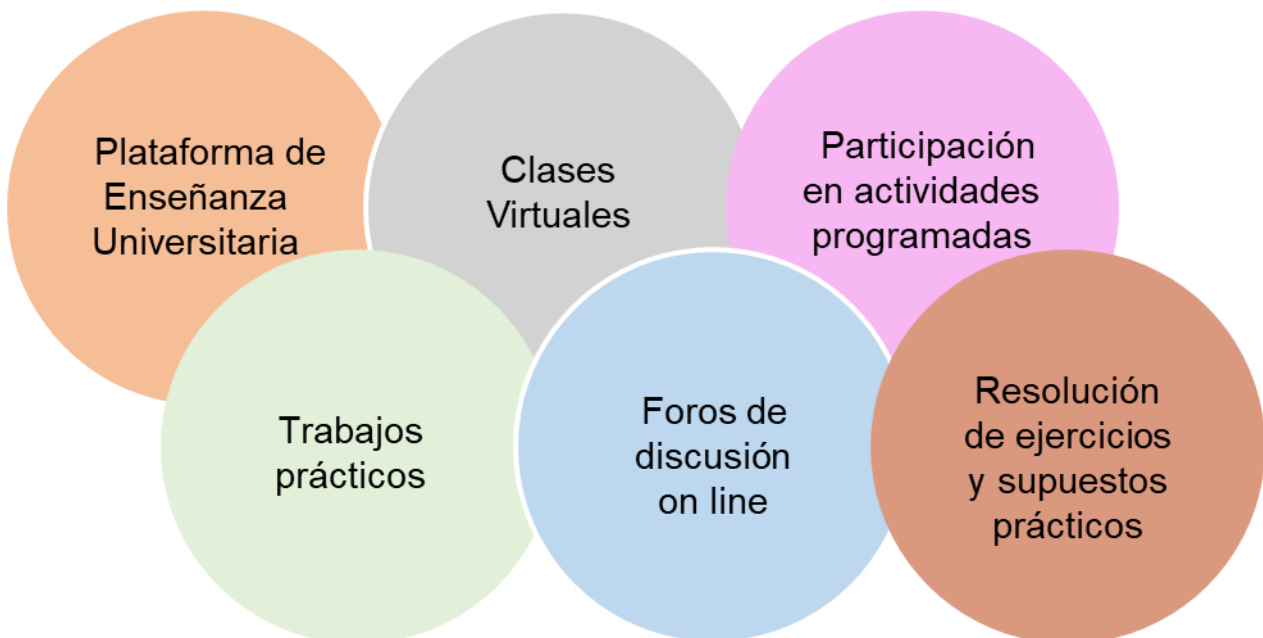 Plataforma de
Enseñanza
Universitaria
Clases
Virtuales
Participación
en actividades
programadas
Trabajos
prácticos
Foros de
discusión
on line
Resolución
de ejercicios
y supuestos
prácticos